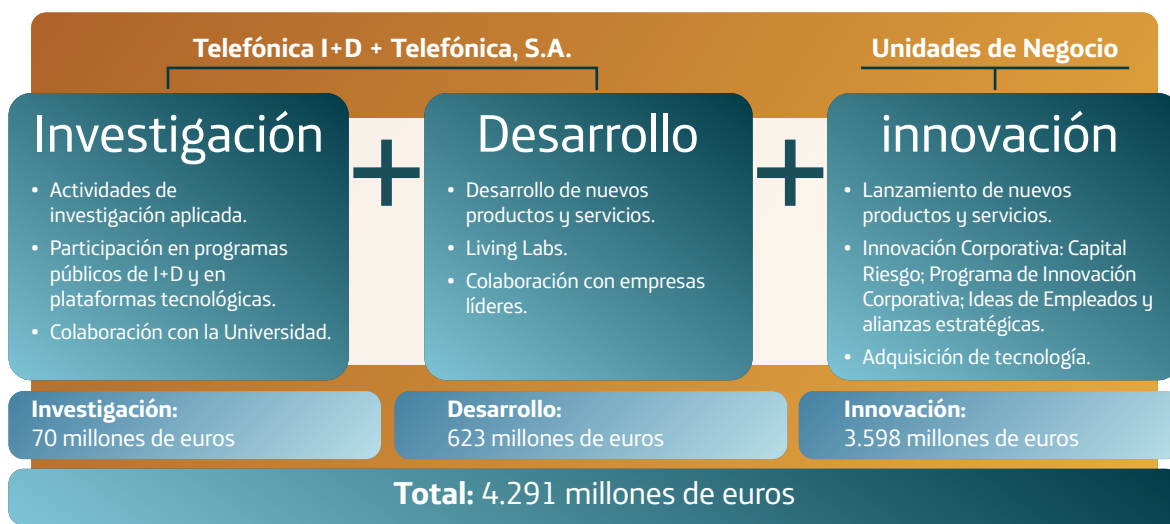 Telefónica I+D + Telefónica, S.A.
Unidades de Negocio
Investigación
• Actividades de
investigación aplicada.
• Participación en programas
públicos de I+D y en
plataformas tecnológicas.
• Colaboración con la Universidad.
+
Desarrollo
• Desarrollo de nuevos
productos y servicios.
• Living Labs.
• Colaboración con empresas
líderes.
+
innovación
• Lanzamiento de nuevos
productos y servicios.
• Innovación Corporativa: Capital
Riesgo; Programa de Innovación
Corporativa; Ideas de Empleados y
alianzas estratégicas.
• Adquisición de tecnología.
Investigación:
70 millones de euros
Desarrollo:
623 millones de euros
Innovación:
3.598 millones de euros
Total: 4.291 millones de euros